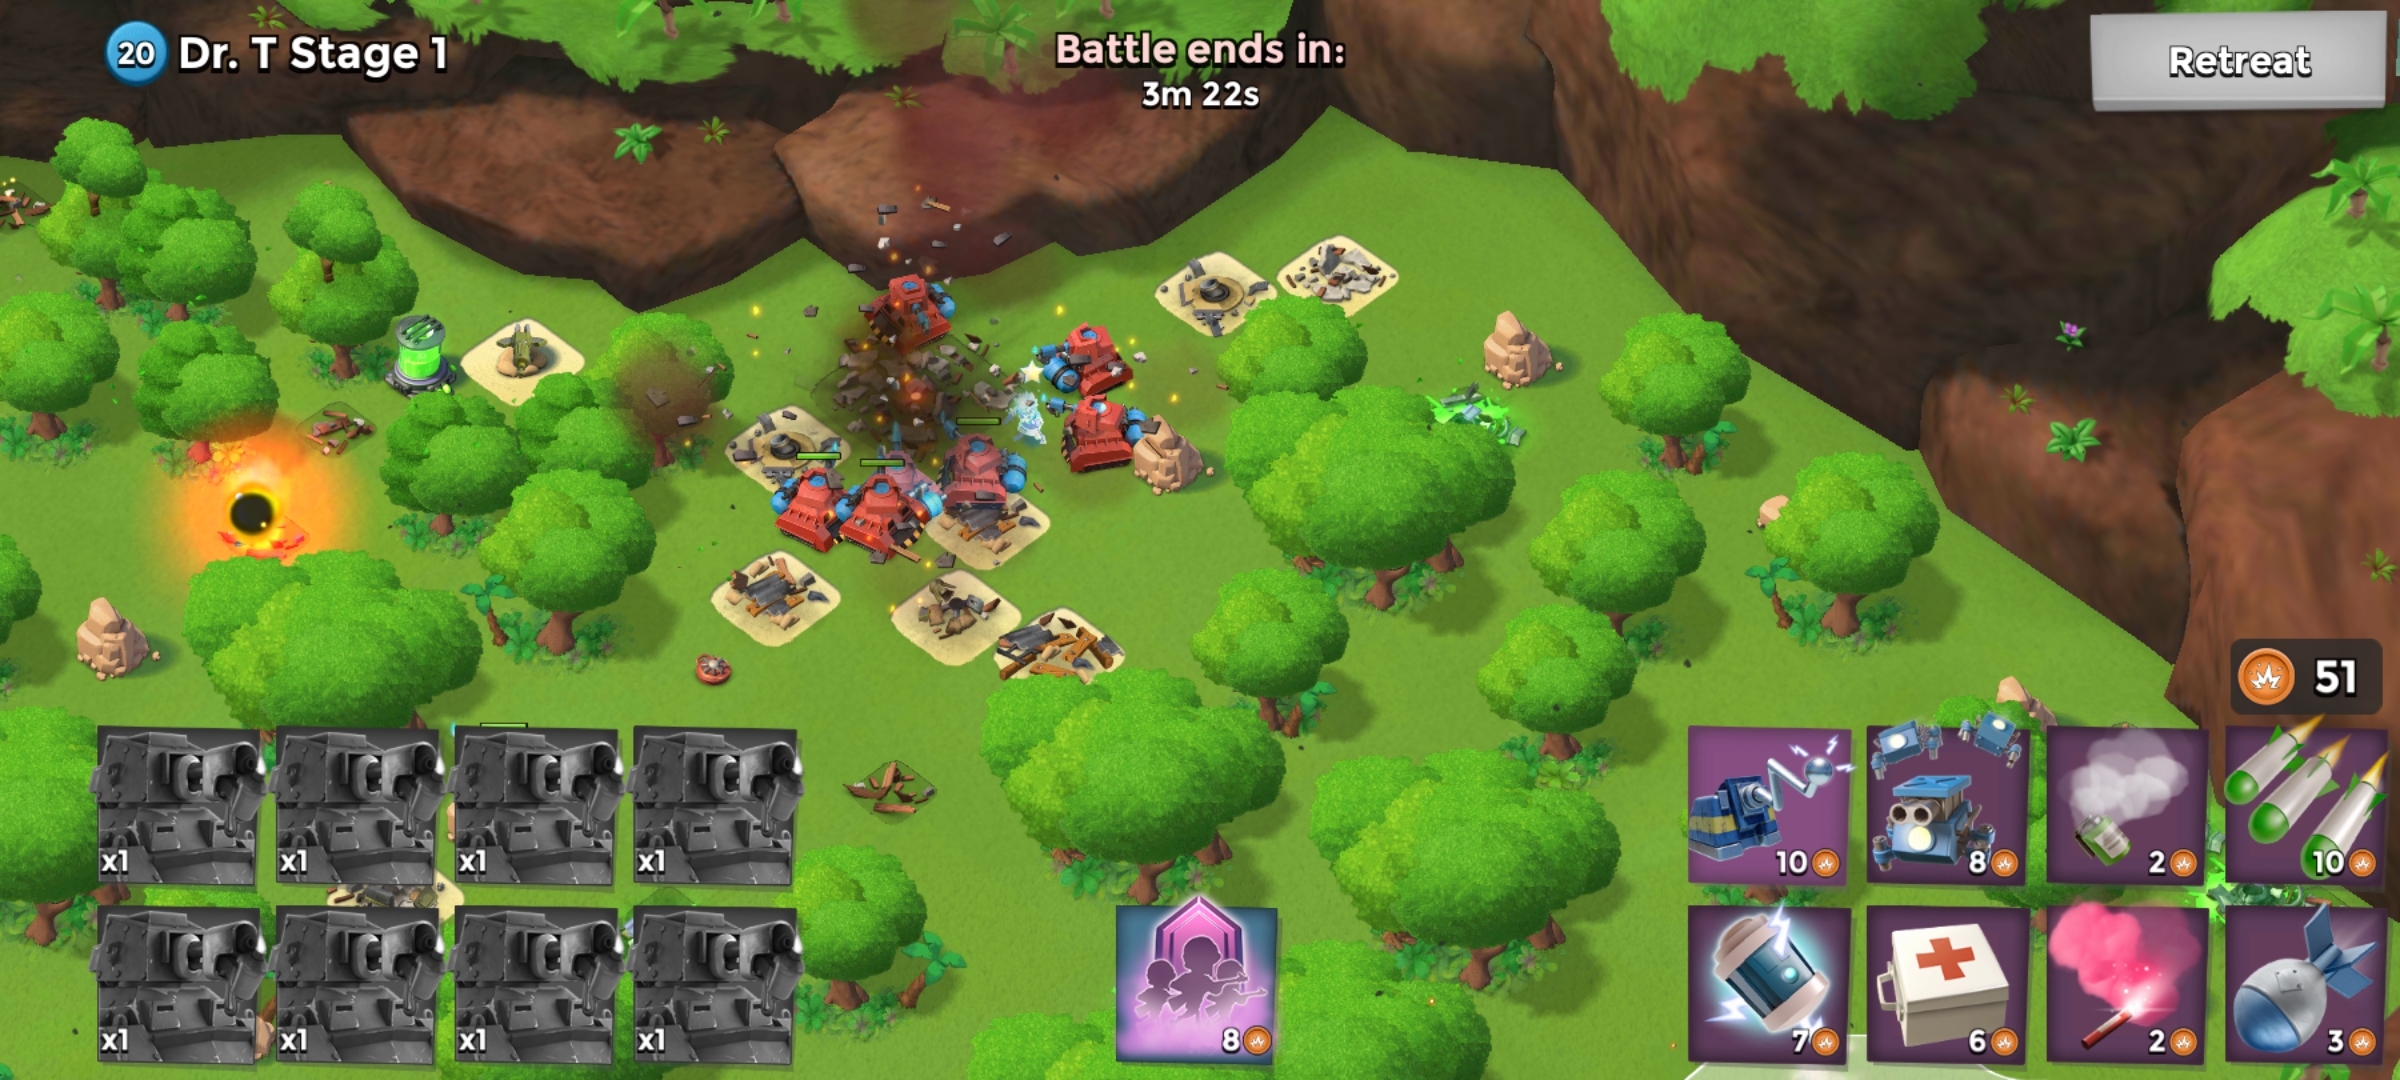 20 Dr. T Stage 1
Battle ends in:
3m 22s
Retreat
51
x1 x1 x1 x1
10 8 2 10
x1 x1 x1 x1
8
7 6 2 3